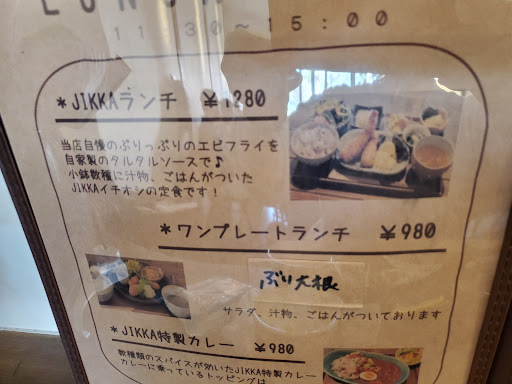 LUNCH
11:30~15:00
*JIKKAランチ ¥1280
当店自慢のぷりっぷりのエビフライを
自家製のタルタルソースで♪
小鉢数種に汁物、ごはんがついた
JIKKAイチオシの定食です！
*ワンプレートランチ ¥980
ぶり大根
サラダ、汁物、ごはんがついております
*JIKKA特製カレー ¥980
数種類のスパイスが効いたJIKKA特製カレー
カレーに乗っているトッピングは